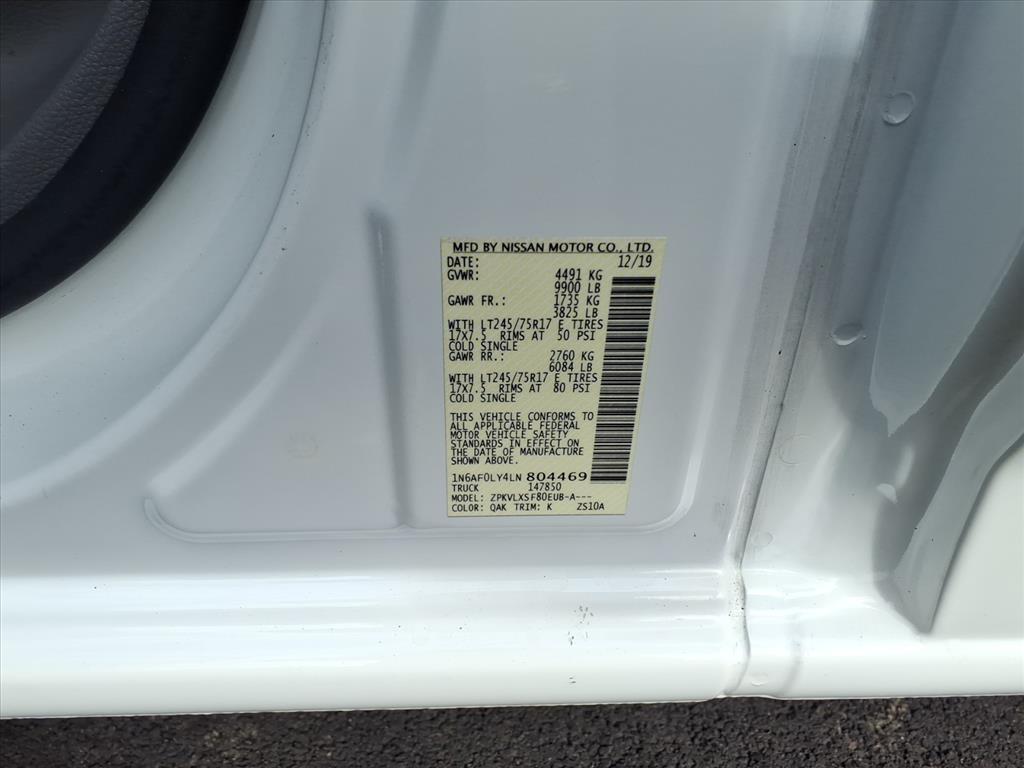 MFD BY NISSAN MOTOR CO., LTD.
DATE: 12/19
GVWR: 4491 KG
9900 LB
GAWR FR.: 1735 KG
3825 LB
WITH LT245/75R17 E TIRES
17X7.5 RIMS AT 50 PSI
COLD SINGLE
GAWR RR.: 2760 KG
6084 LB
WITH LT245/75R17 E TIRES
17X7.5 RIMS AT 80 PSI
COLD SINGLE
THIS VEHICLE CONFORMS TO
ALL APPLICABLE FEDERAL
MOTOR VEHICLE SAFETY
STANDARDS IN EFFECT ON
THE DATE OF MANUFACTURE
SHOWN ABOVE.
1N6AF0LY4LN 804469
TRUCK 147850
MODEL: ZPKVLXSF80EUB-A---
COLOR: QAK TRIM: K ZS10A